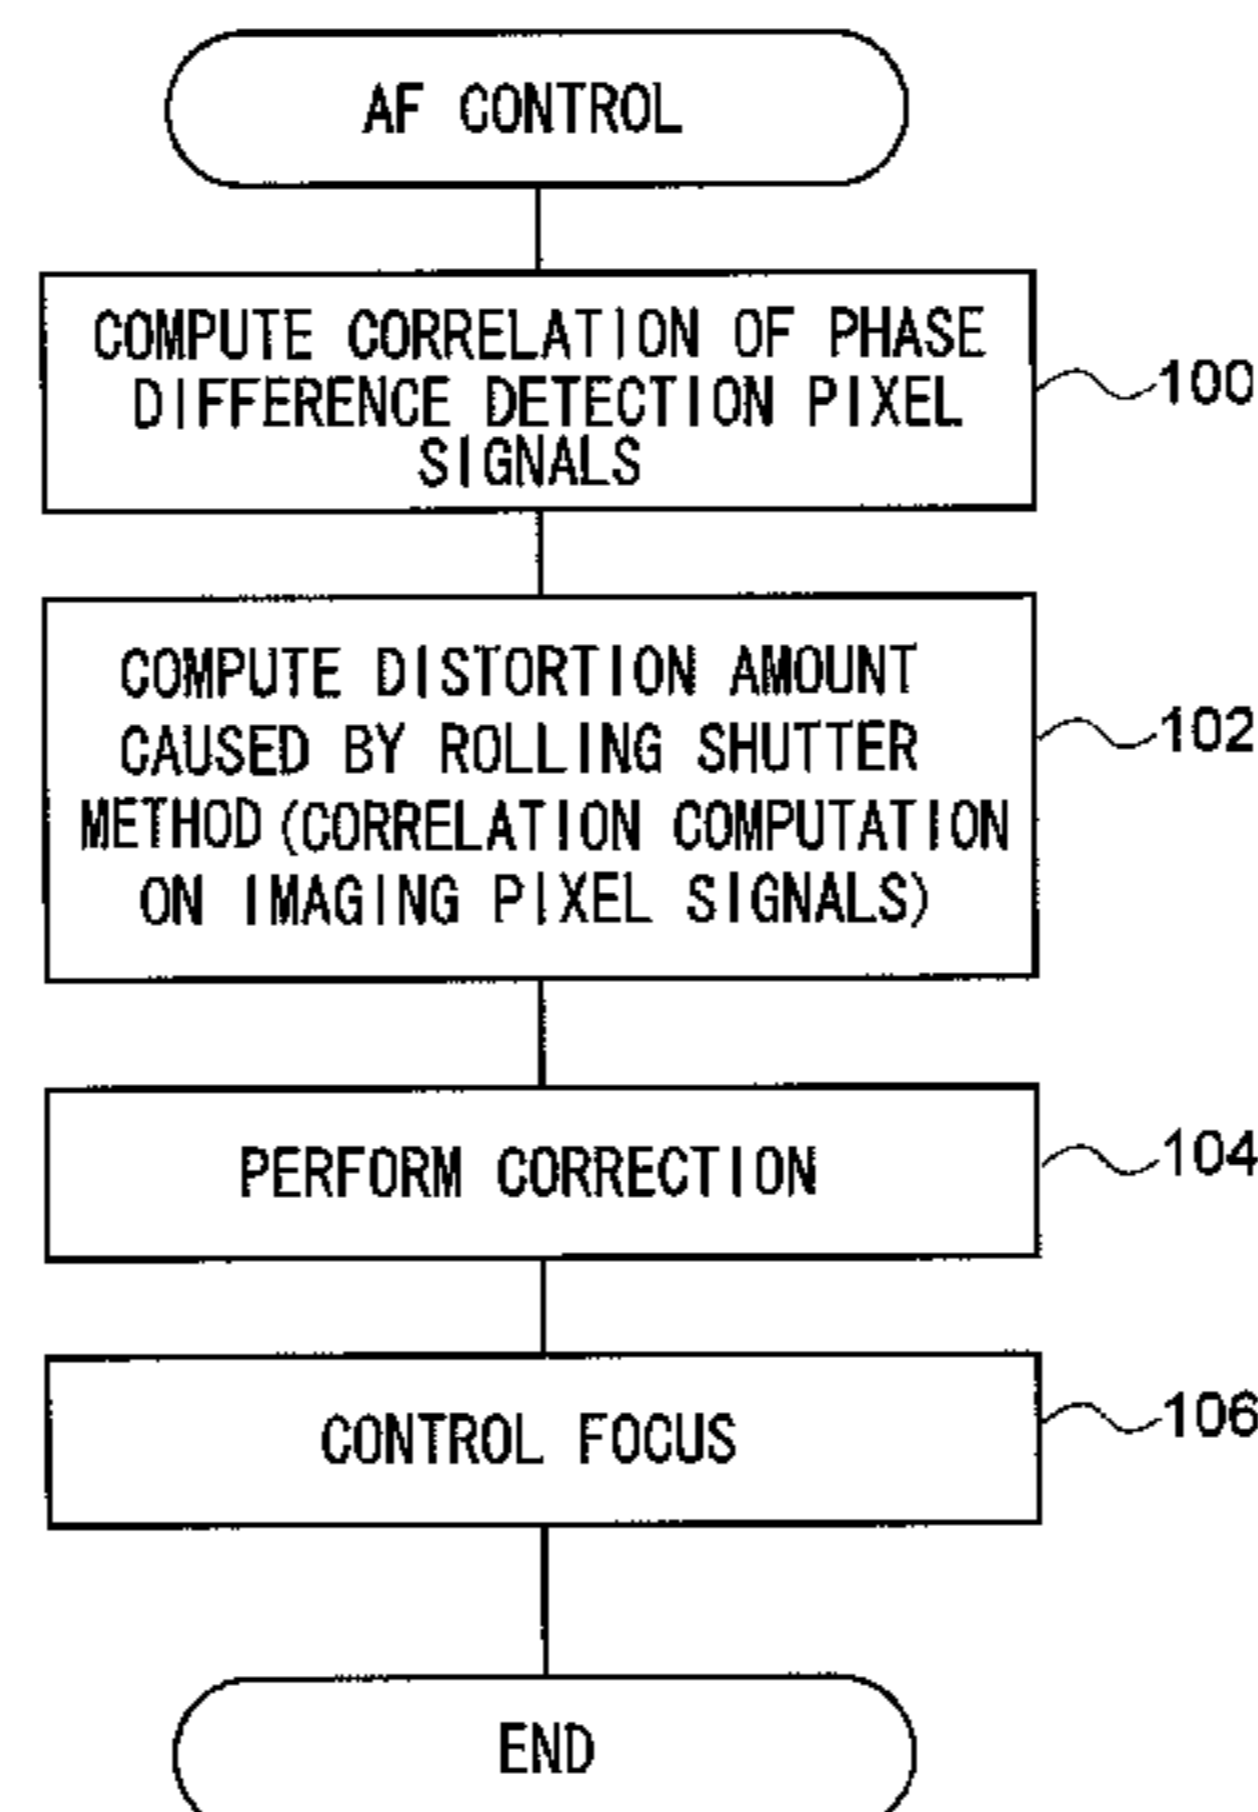 AF CONTROL
COMPUTE CORRELATION OF PHASE
DIFFERENCE DETECTION PIXEL
SIGNALS
100
COMPUTE DISTORTION AMOUNT
CAUSED BY ROLLING SHUTTER
METHOD (CORRELATION COMPUTATION
ON IMAGING PIXEL SIGNALS)
102
PERFORM CORRECTION
104
CONTROL FOCUS
106
END